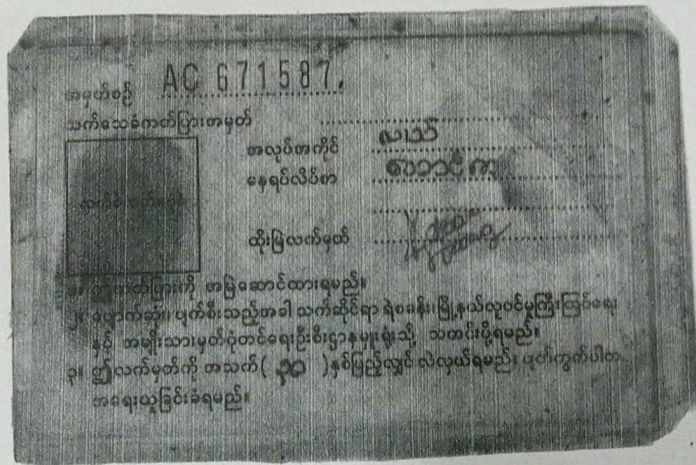 အမှတ်စဉ် AC 671587
သက်သေခံကတ်ပြားအမှတ်
အလုပ်အကိုင်
နေရပ်လိပ်စာ
ထိုးမြဲလက်မှတ်
၁။ ဤကတ်ပြားကို အမြဲဆောင်ထားရမည်။
၂။ ပျောက်ဆုံး၊ ပျက်စီးသည့်အခါ သက်ဆိုင်ရာ ရဲစခန်း၊ မြို့နယ်လူဝင်မှုကြီးကြပ်ရေး
နှင့် အမျိုးသားမှတ်ပုံတင်ရေးဦးစီးဌာနမှူးရုံးသို့ သတင်းပို့ရမည်။
၃။ ဤလက်မှတ်ကို အသက်( ၃၀ )နှစ်ပြည့်လျှင် လဲလှယ်ရမည်။ ပျက်ကွက်ပါက
အရေးယူခြင်းခံရမည်။